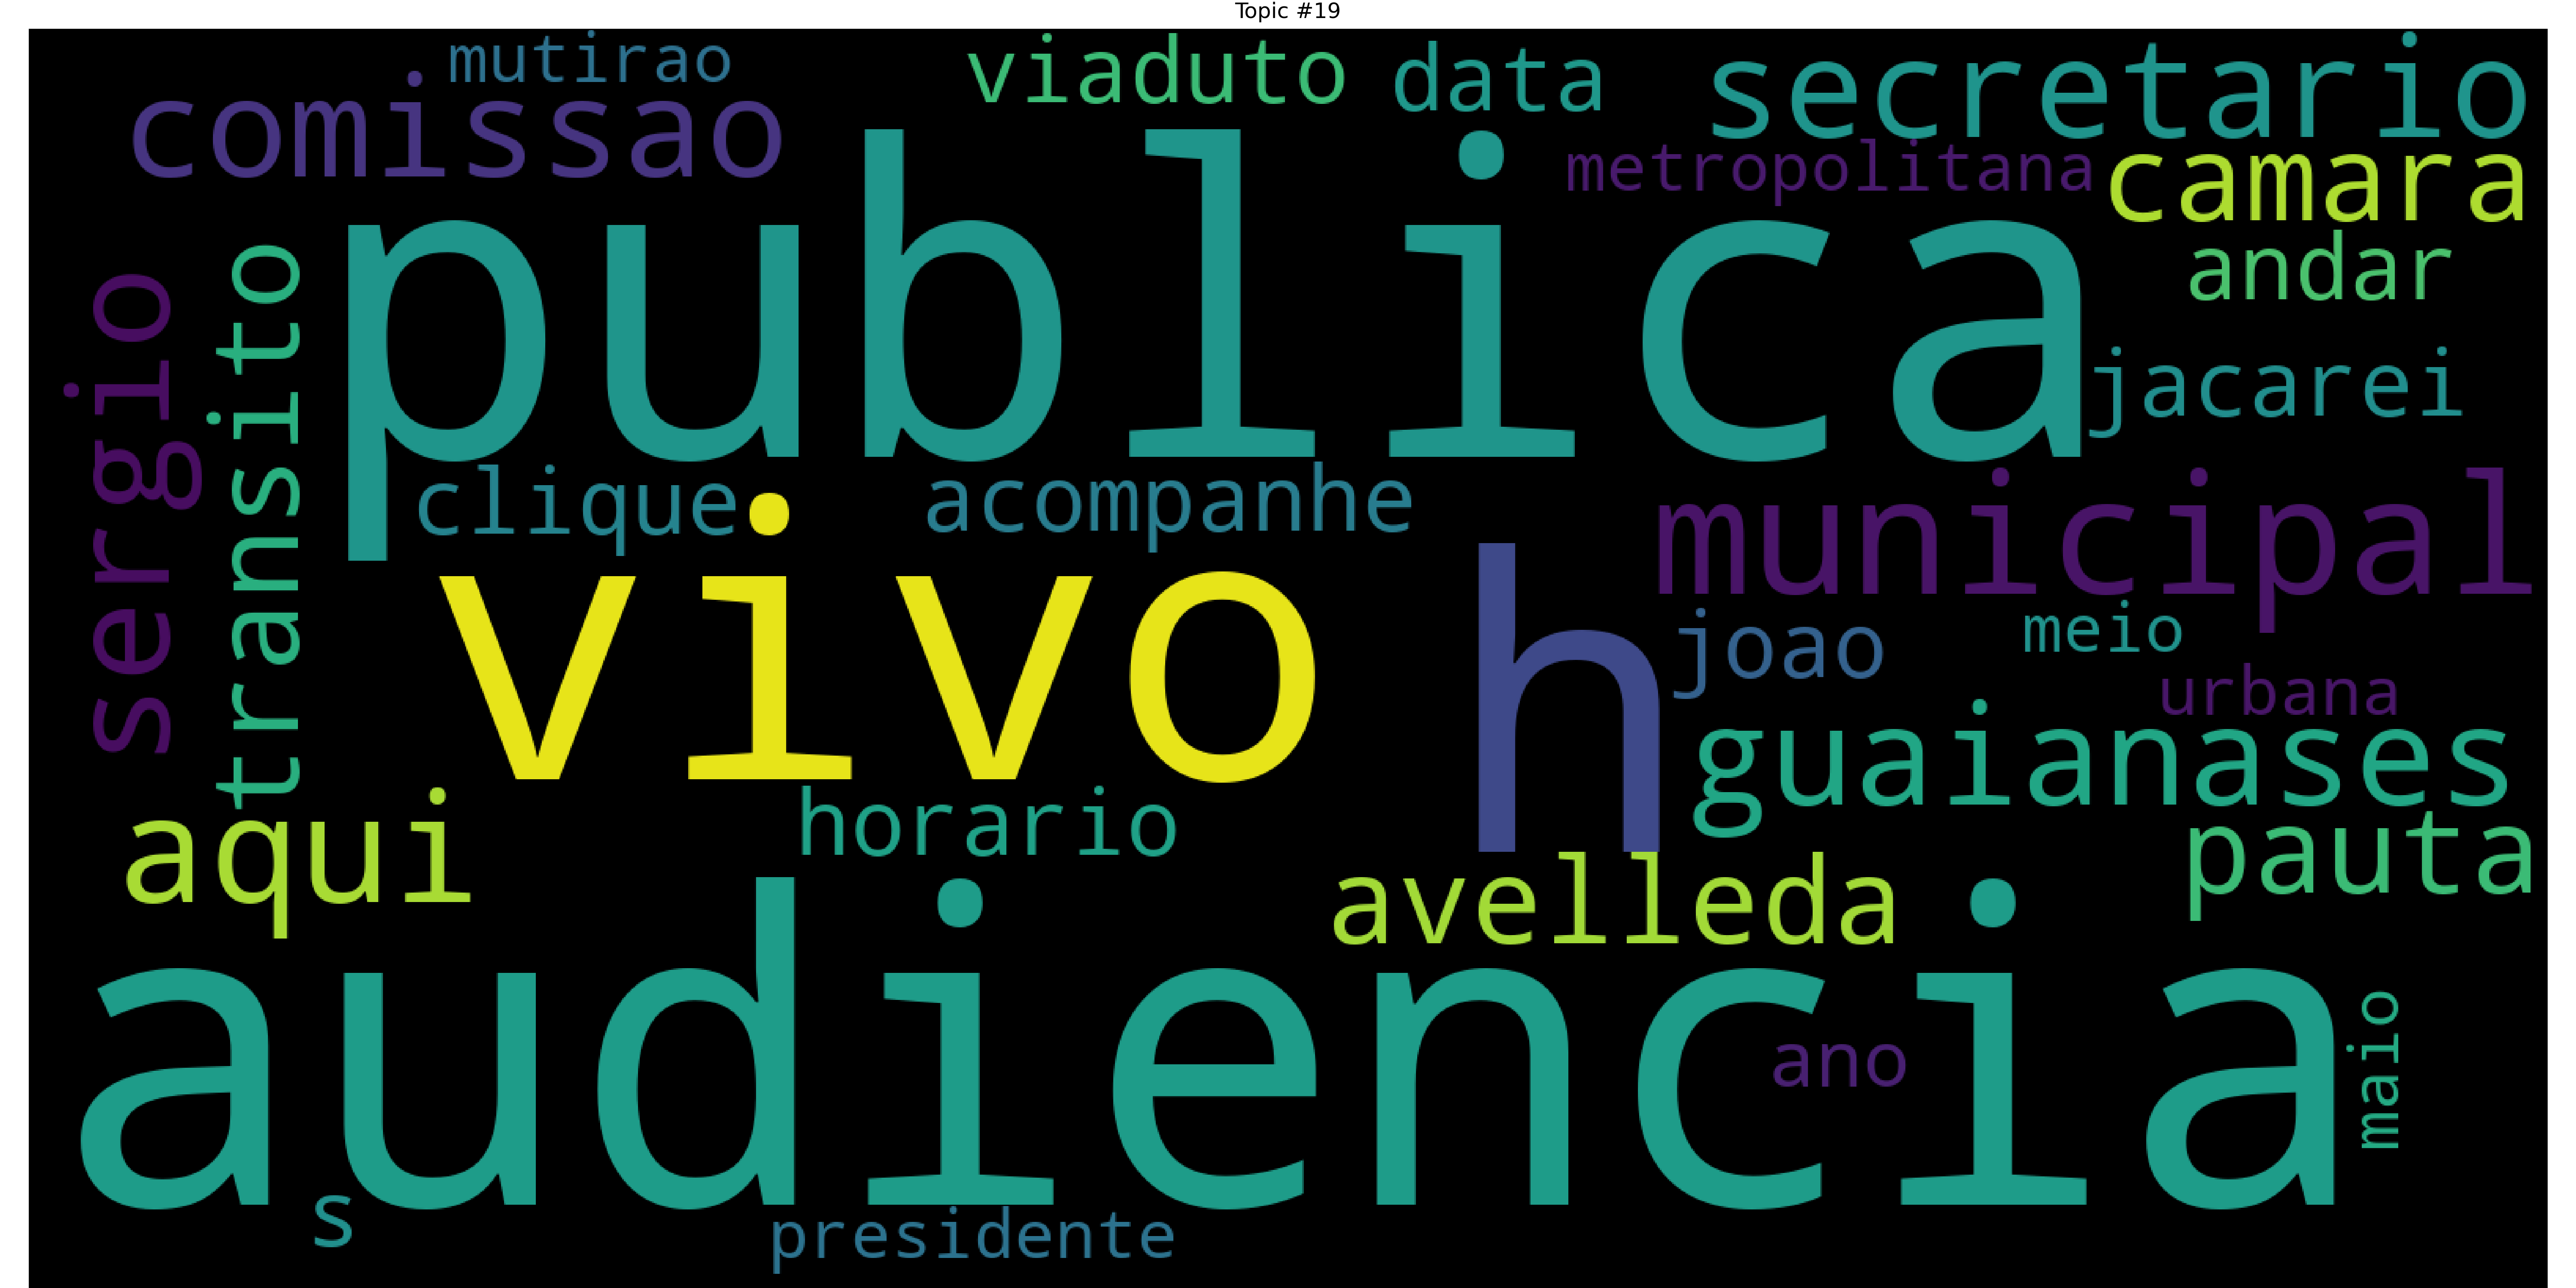 Topic #19
mutirao
viaduto
data
secretario
comissao
metropolitana
camara
publica
andar
sergio
transito
jacarei
clique
acompanhe
municipal
vivo
h
joao
meio
urbana
guaianases
aqui
horario
pauta
avelleda
audiencia
ano
maio
s
presidente